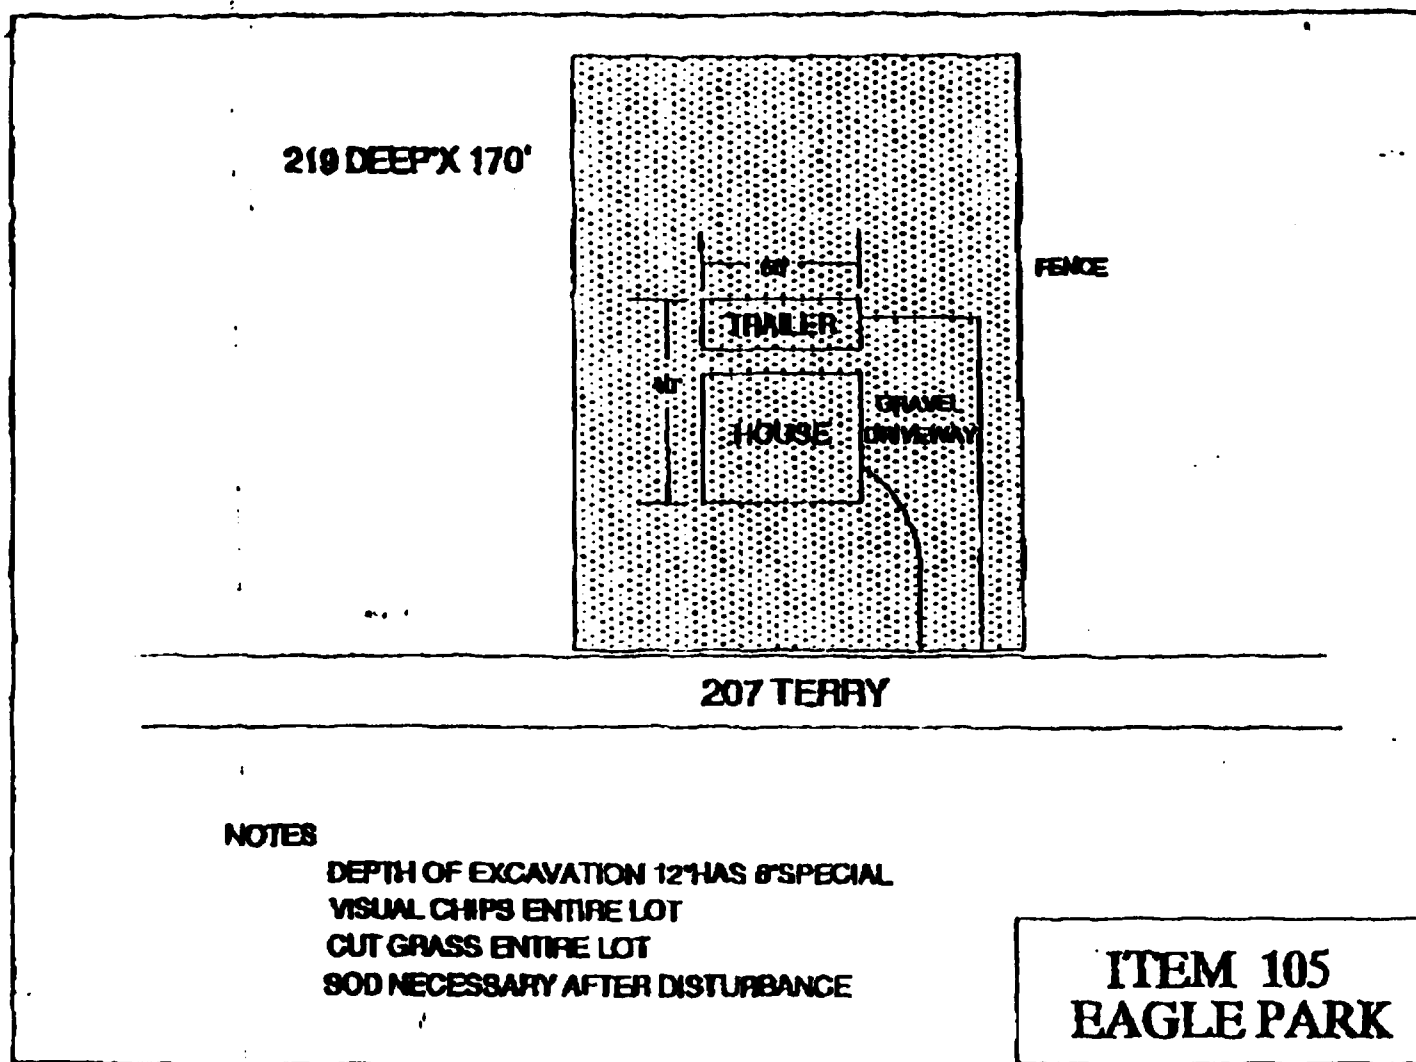 219 DEEP'X 170'
FENCE
TRAILER
HOUSE
GRAVEL
DRIVEWAY
207 TERRY
NOTES
DEPTH OF EXCAVATION 12"HAS 6"SPECIAL
VISUAL CHIPS ENTIRE LOT
CUT GRASS ENTIRE LOT
SOD NECESSARY AFTER DISTURBANCE
ITEM 105
EAGLE PARK